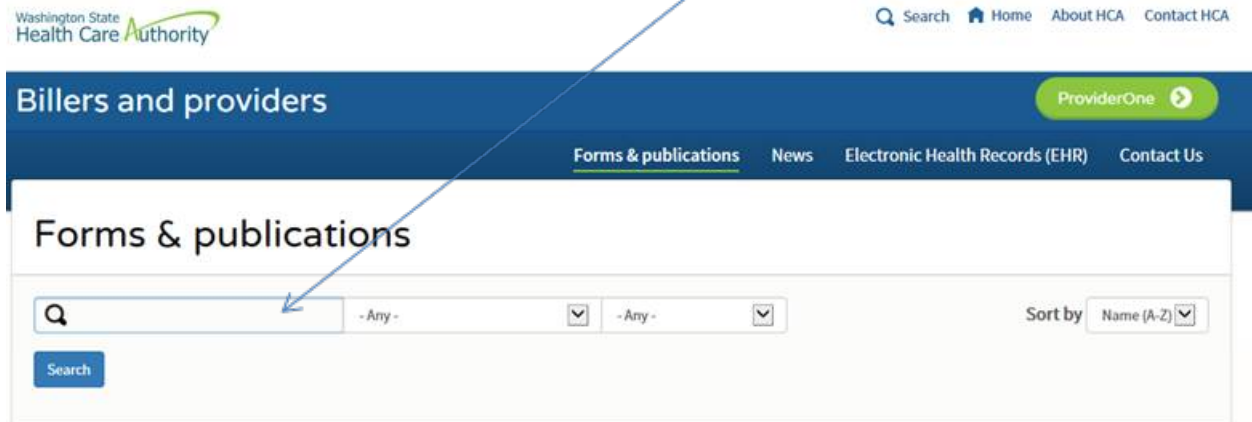 Washington State
Health Care Authority
Search Home About HCA Contact HCA
Billers and providers
ProviderOne
Forms & publications News Electronic Health Records (EHR) Contact Us
Forms & publications
- Any - - Any - Sort by Name (A-Z)
Search